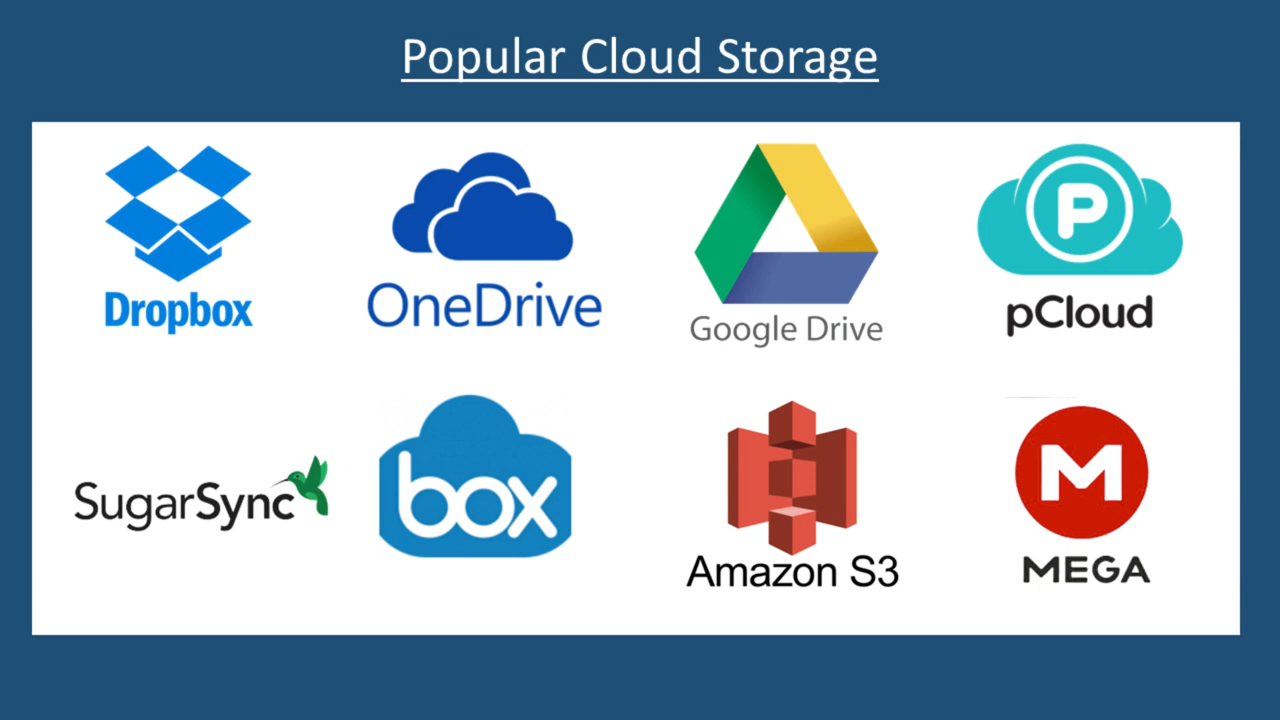 Popular Cloud Storage
Dropbox
OneDrive
Google Drive
P
pCloud
SugarSync
box
Amazon S3
M
MEGA